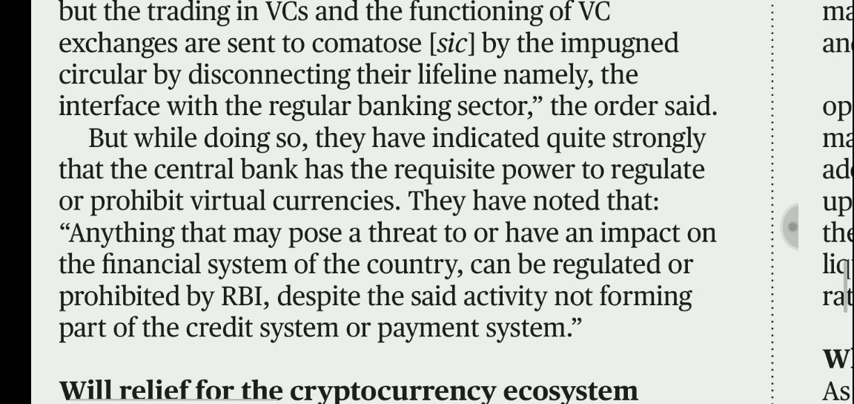 but the trading in VCs and the functioning of VC
exchanges are sent to comatose [sic] by the impugned
circular by disconnecting their lifeline namely, the
interface with the regular banking sector,” the order said.
But while doing so, they have indicated quite strongly
that the central bank has the requisite power to regulate
or prohibit virtual currencies. They have noted that:
“Anything that may pose a threat to or have an impact on
the financial system of the country, can be regulated or
prohibited by RBI, despite the said activity not forming
part of the credit system or payment system.”
Will relief for the cryptocurrency ecosystem
op
up
As